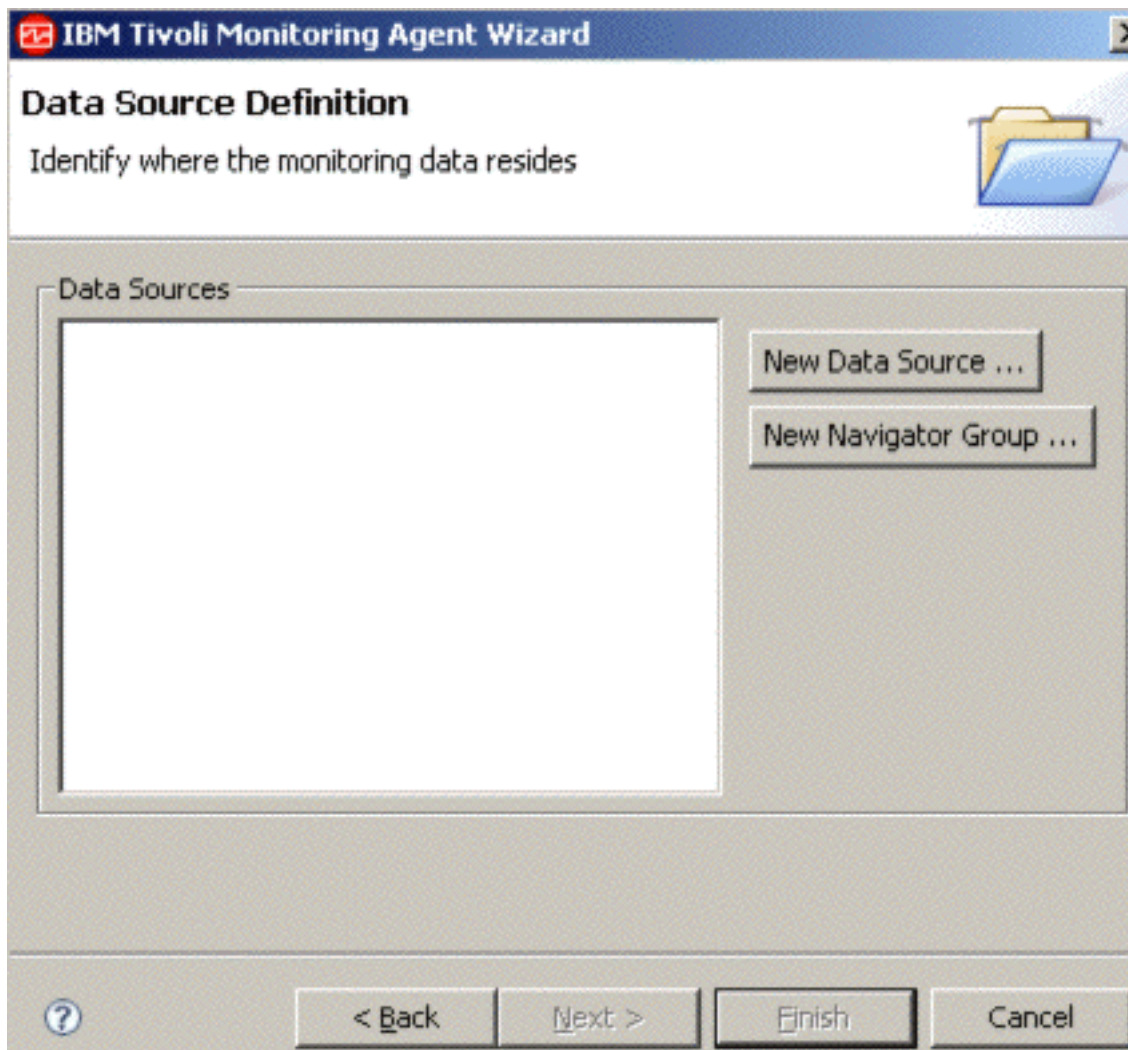 IBM Tivoli Monitoring Agent Wizard
Data Source Definition
Identify where the monitoring data resides
Data Sources
New Data Source ...
New Navigator Group ...
?
< Back
Next >
Finish
Cancel